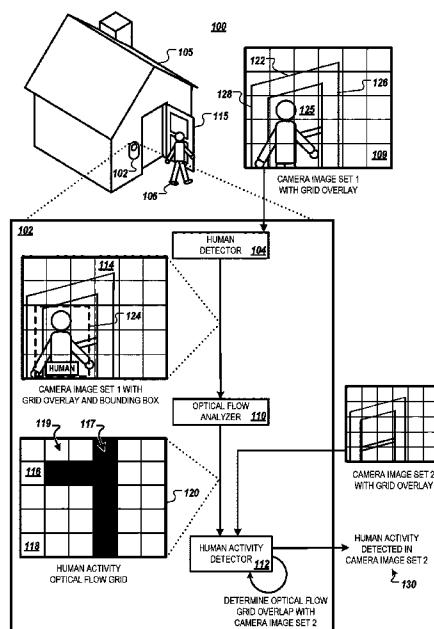 100
105
122
126
128
115
125
102
106
109
CAMERA IMAGE SET 1
WITH GRID OVERLAY
102
HUMAN
DETECTOR 104
114
124
HUMAN
CAMERA IMAGE SET 1 WITH
GRID OVERLAY AND BOUNDING BOX
OPTICAL FLOW
ANALYZER 110
119
117
116
120
118
HUMAN ACTIVITY
OPTICAL FLOW GRID
CAMERA IMAGE SET 2
WITH GRID OVERLAY
HUMAN ACTIVITY
DETECTOR 112
HUMAN ACTIVITY
DETECTED IN
CAMERA IMAGE SET 2
130
DETERMINE OPTICAL FLOW
GRID OVERLAP WITH
CAMERA IMAGE SET 2